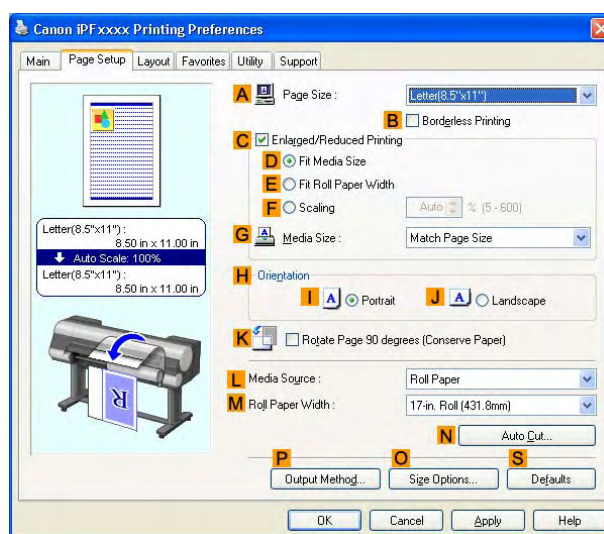 Canon iPFxxxx Printing Preferences
Main Page Setup Layout Favorites Utility Support
A Page Size : Letter(8.5"x11")
B Borderless Printing
C Enlarged/Reduced Printing
D Fit Media Size
E Fit Roll Paper Width
F Scaling Auto % (5 - 600)
G Media Size : Match Page Size
Letter(8.5"x11") :
8.50 in x 11.00 in
Auto Scale: 100%
Letter(8.5"x11") :
8.50 in x 11.00 in
H Orientation
I A Portrait J A Landscape
K Rotate Page 90 degrees (Conserve Paper)
R
L Media Source : Roll Paper
M Roll Paper Width : 17-in. Roll (431.8mm)
N Auto Cut...
P O S
Output Method... Size Options... Defaults
OK Cancel Apply Help